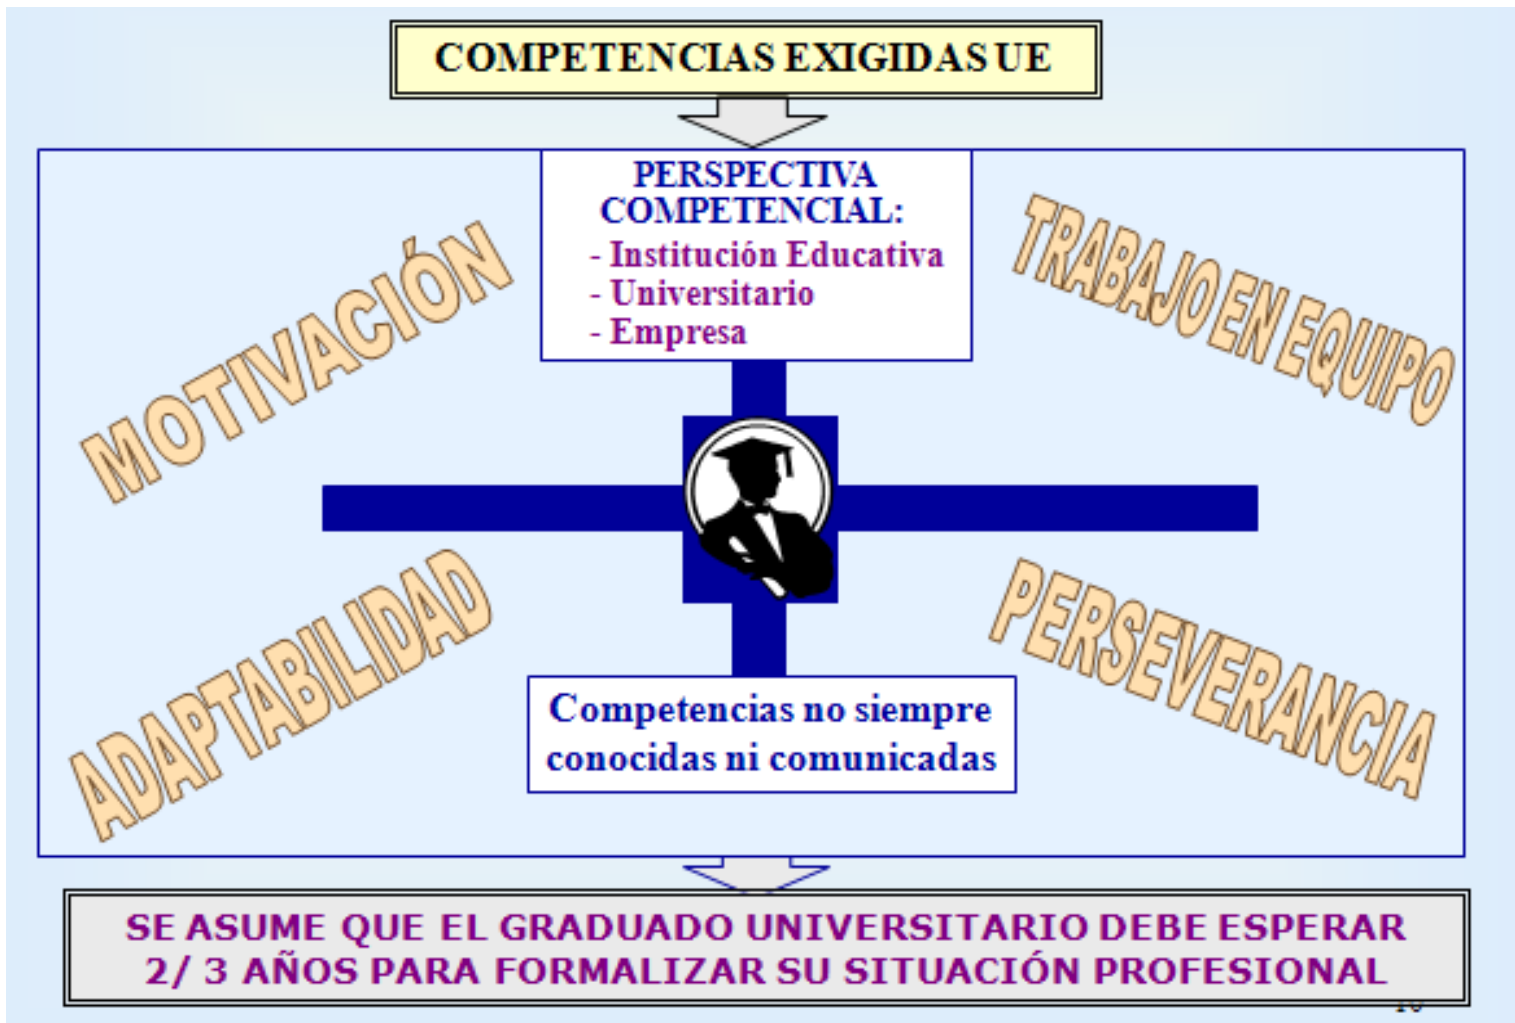 COMPETENCIAS EXIGIDAS UE
PERSPECTIVA
COMPETENCIAL:
- Institución Educativa
- Universitario
- Empresa
MOTIVACIÓN
TRABAJO EN EQUIPO
ADAPTABILIDAD
PERSEVERANCIA
Competencias no siempre
conocidas ni comunicadas
SE ASUME QUE EL GRADUADO UNIVERSITARIO DEBE ESPERAR
2/ 3 AÑOS PARA FORMALIZAR SU SITUACIÓN PROFESIONAL